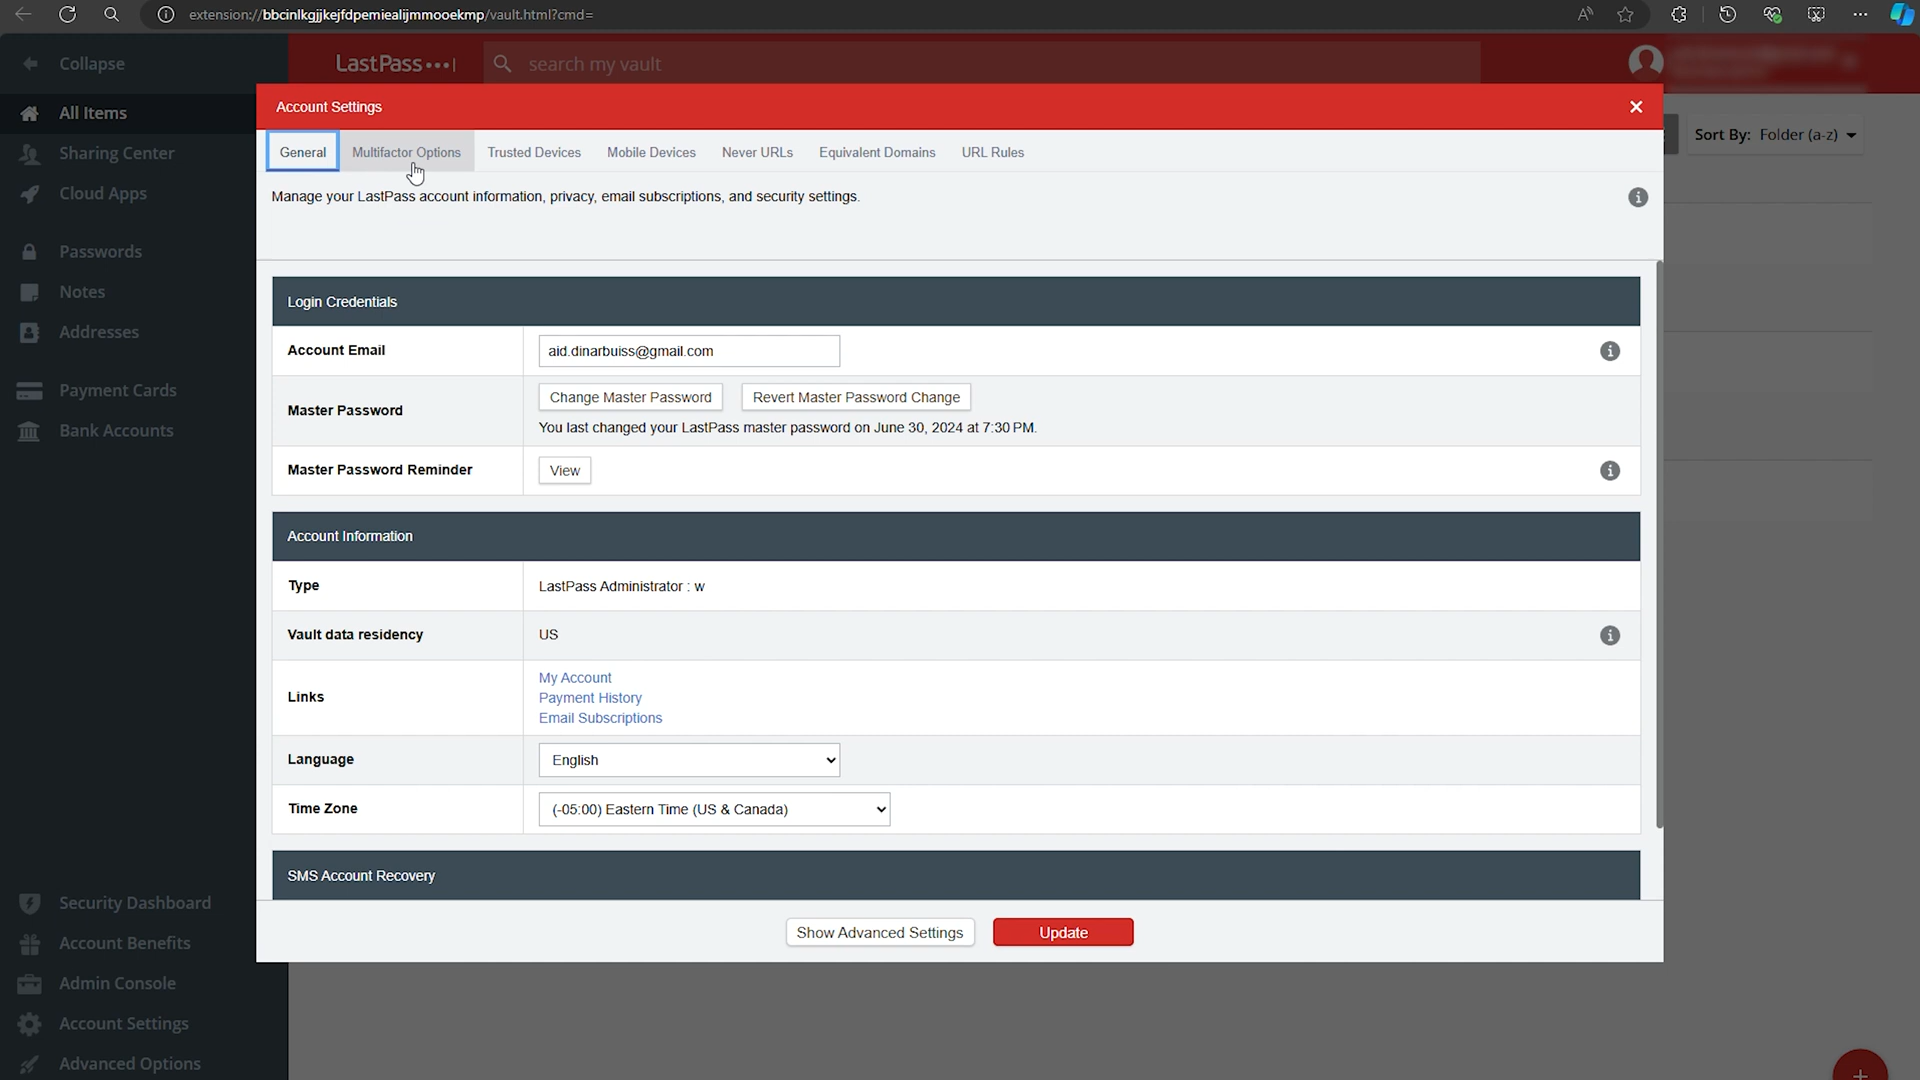 extension://bbcinlkgjjkejfdpemiealijmmooekmp/vault.html?cmd=
Collapse
LastPass
search my vault
Account Settings
All Items
Sort By: Folder (a-z)
General
Multifactor Options
Trusted Devices
Mobile Devices
Never URLs
Equivalent Domains
URL Rules
Sharing Center
Cloud Apps
Manage your LastPass account information, privacy, email subscriptions, and security settings.
Passwords
Notes
Addresses
Payment Cards
Bank Accounts
Login Credentials
Account Email
aid.dinarbuiss@gmail.com
Master Password
Change Master Password
Revert Master Password Change
You last changed your LastPass master password on June 30, 2024 at 7:30 PM.
Master Password Reminder
View
Account Information
Type
LastPass Administrator : w
Vault data residency
US
Links
My Account
Payment History
Email Subscriptions
Language
English
Time Zone
(-05:00) Eastern Time (US & Canada)
SMS Account Recovery
Show Advanced Settings
Update
Security Dashboard
Account Benefits
Admin Console
Account Settings
Advanced Options